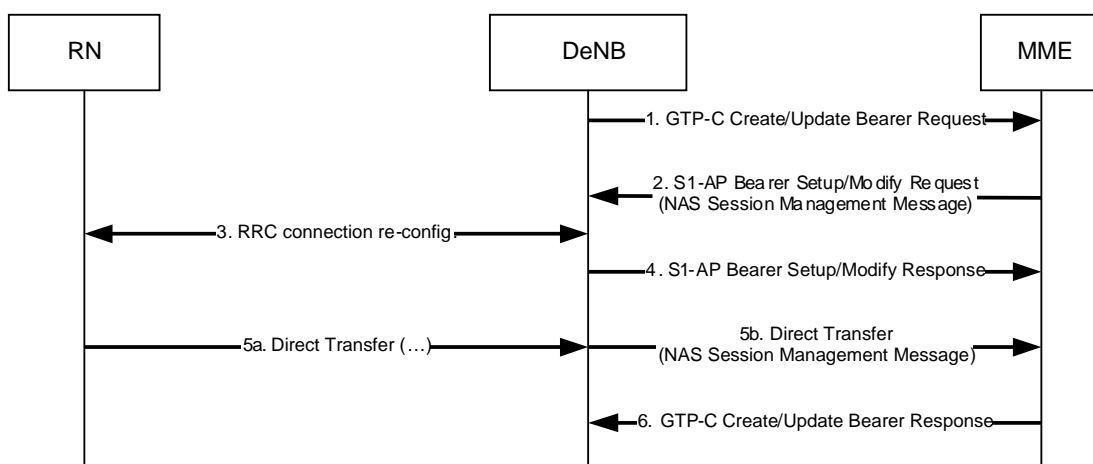 RN
DeNB
MME
1. GTP-C Create/Update Bearer Request
2. S1-AP Bearer Setup/Modify Request
(NAS Session Management Message)
3. RRC connection re-config.
4. S1-AP Bearer Setup/Modify Response
5a. Direct Transfer (…)
5b. Direct Transfer
(NAS Session Management Message)
6. GTP-C Create/Update Bearer Response